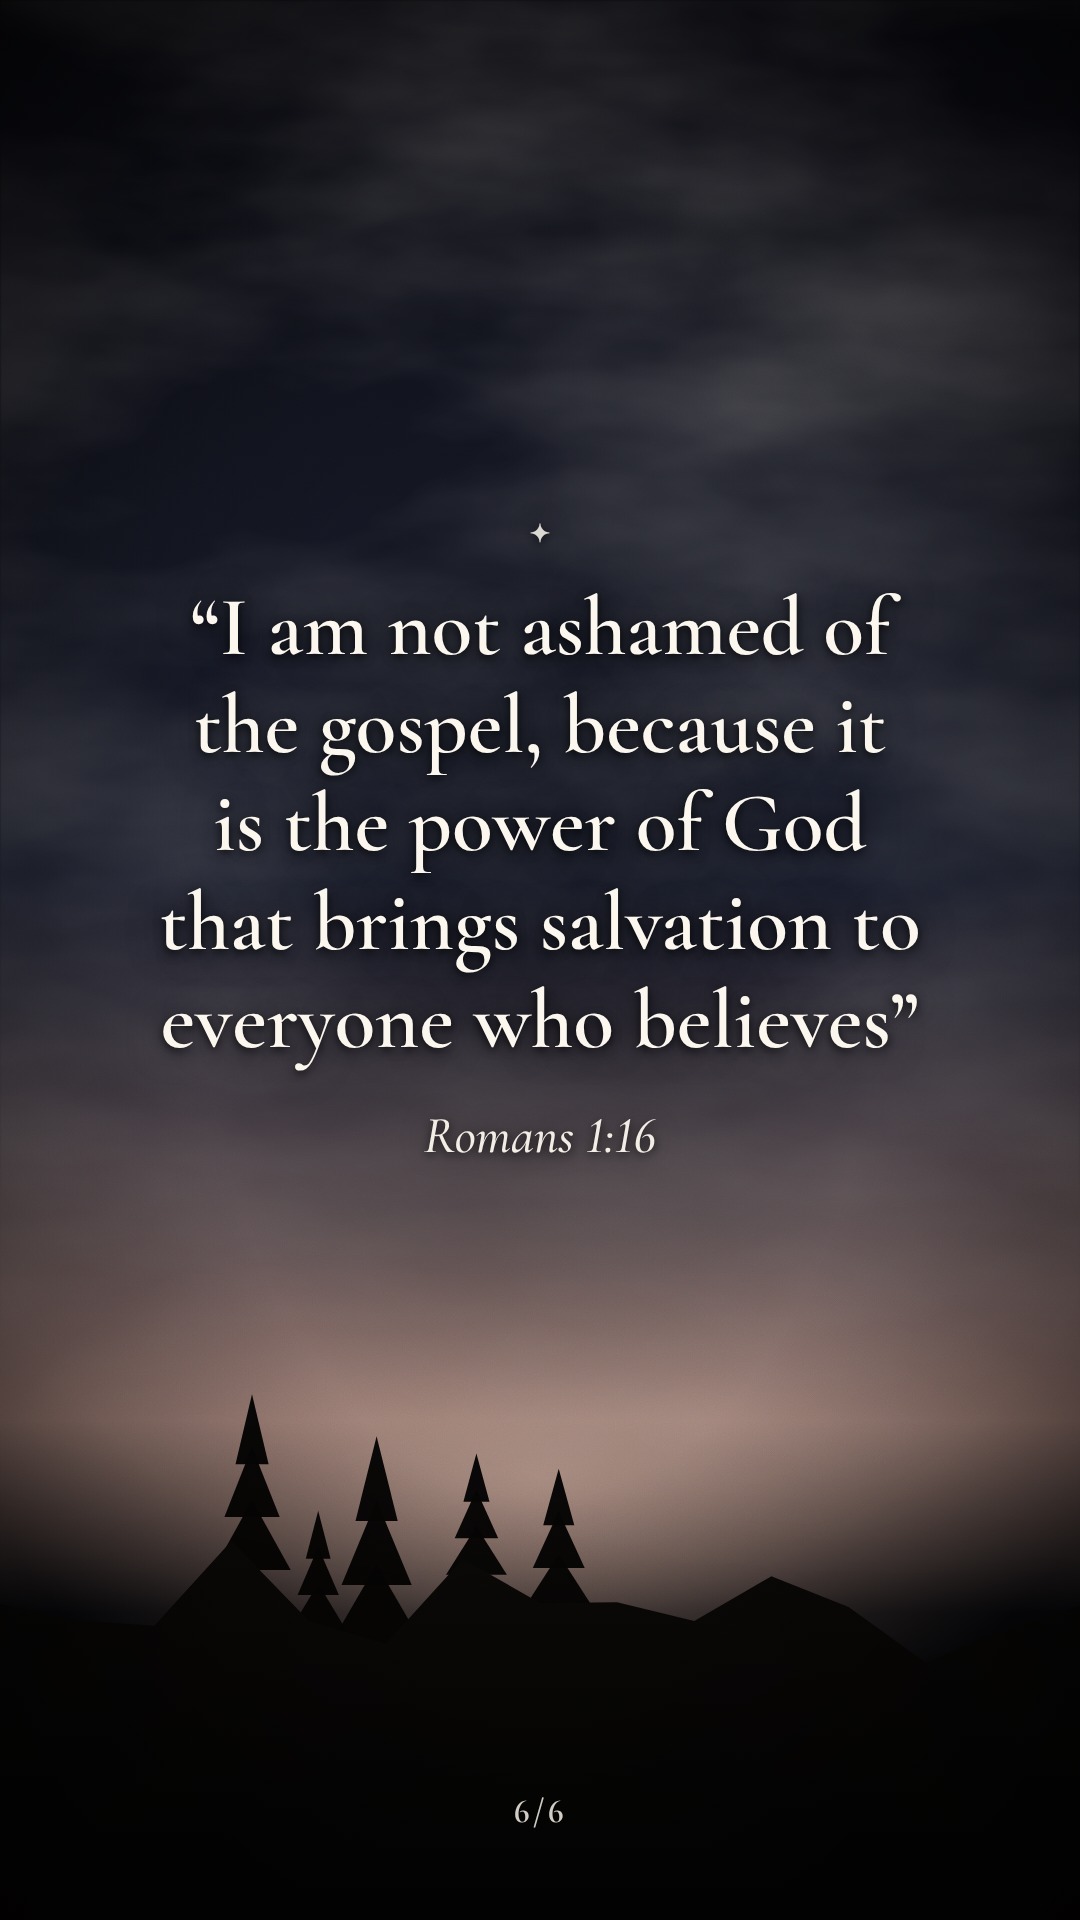 “I am not ashamed of
the gospel, because it
is the power of God
that brings salvation to
everyone who believes”
Romans 1:16
6/6